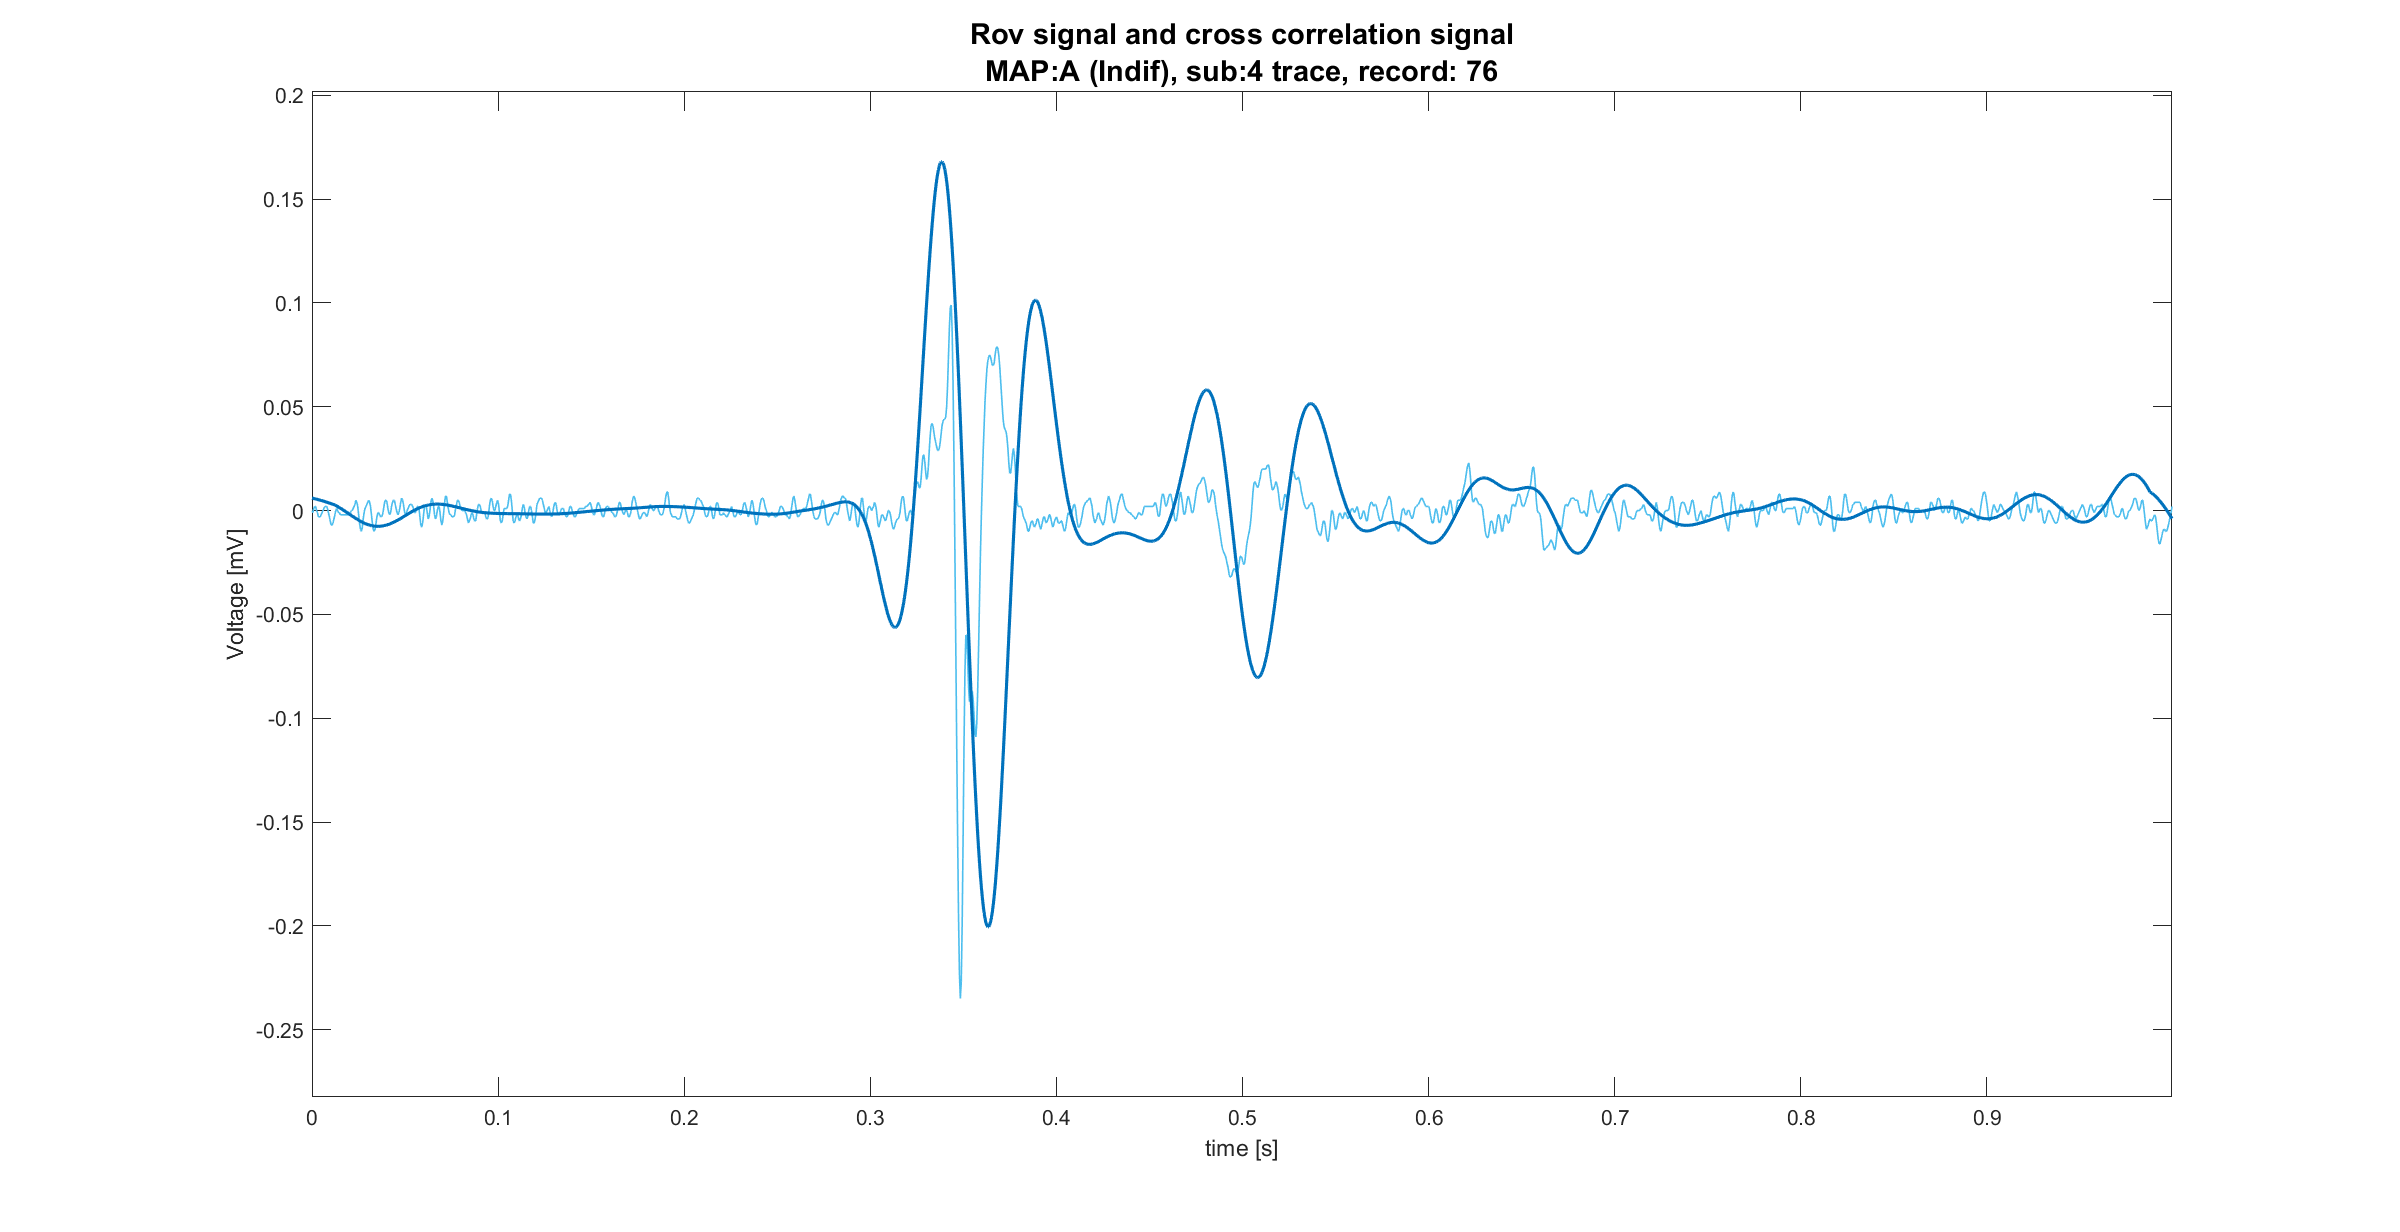 Rov signal and cross correlation signal
MAP:A (Indif), sub:4 trace, record: 76
0.2
0.15
0.1
0.05
0
-0.05
-0.1
-0.15
-0.2
-0.25
Voltage [mV]
0 0.1 0.2 0.3 0.4 0.5 0.6 0.7 0.8 0.9
time [s]